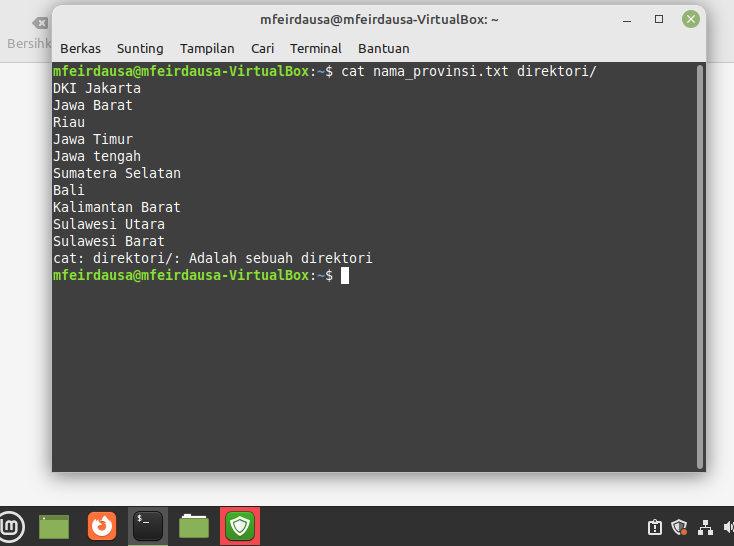 mfeirdausa@mfeirdausa-VirtualBox: ~
Bersihk
Berkas Sunting Tampilan Cari Terminal Bantuan
mfeirdausa@mfeirdausa-VirtualBox:~$ cat nama_provinsi.txt direktori/
DKI Jakarta
Jawa Barat
Riau
Jawa Timur
Jawa tengah
Sumatera Selatan
Bali
Kalimantan Barat
Sulawesi Utara
Sulawesi Barat
cat: direktori/: Adalah sebuah direktori
mfeirdausa@mfeirdausa-VirtualBox:~$